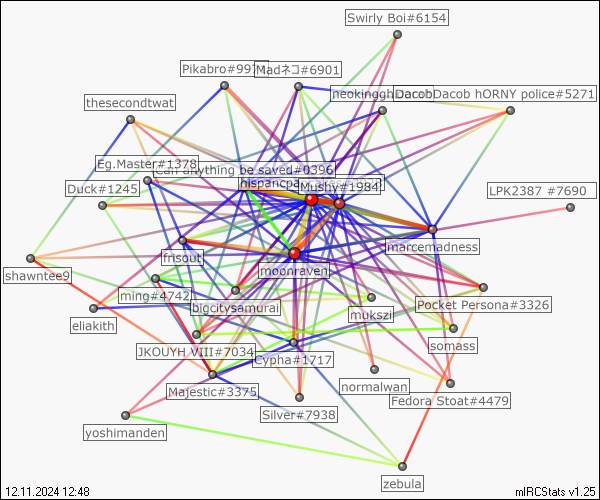 Swirly Boi#6154
Pikabro#997
Madネコ#6901
neokingghDacob
DacobDacob hORNY police#5271
thesecondtwat
Eg.Master#1378
Can anything be saved#0396
hispancpa
Mushy#1984
Duck#1245
LPK2387 #7690
marcemadness
frisout
shawntee9
moonraven
ming#4742
bigcitysamurai
Pocket Persona#3326
eliakith
mukszi
JKOUYH VIII#7034
somass
Cypha#1717
Majestic#3375
normalwan
Fedora Stoat#4479
Silver#7938
yoshimanden
zebula
12.11.2024 12:48
mIRCStats v1.25